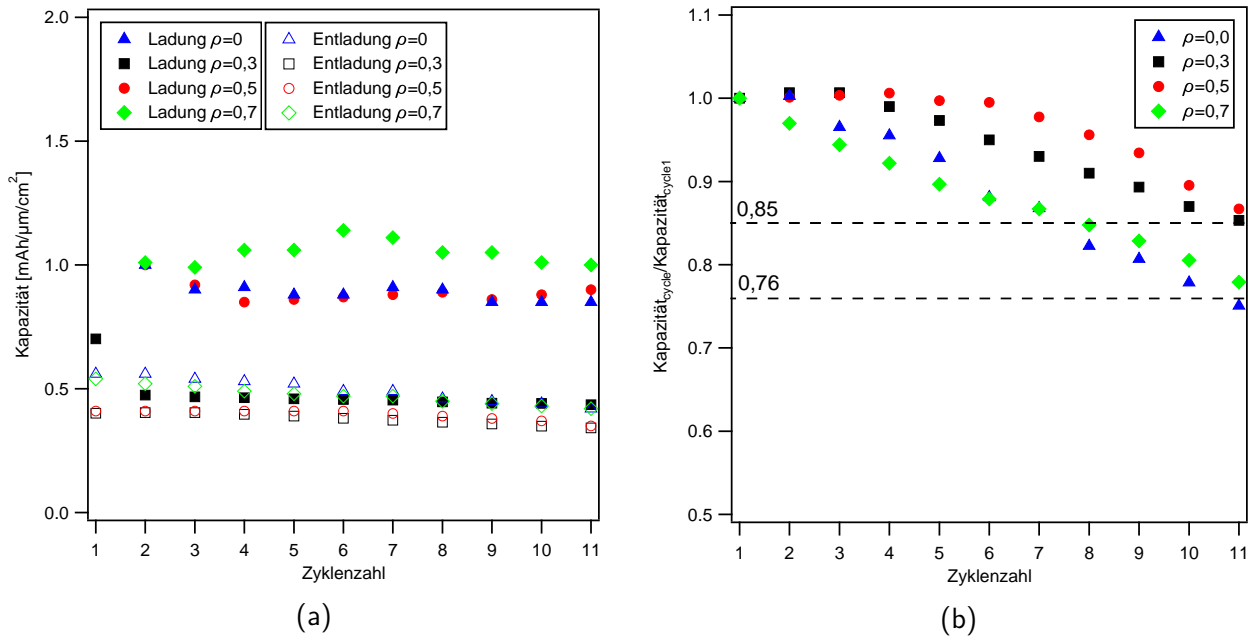 2.0
1.5
1.0
0.5
0.0
Kapazität [mAh/µm/cm²]
Ladung ρ=0
Ladung ρ=0,3
Ladung ρ=0,5
Ladung ρ=0,7
Entladung ρ=0
Entladung ρ=0,3
Entladung ρ=0,5
Entladung ρ=0,7
1 2 3 4 5 6 7 8 9 10 11
Zyklenzahl
(a)
1.1
1.0
0.9
0.8
0.7
0.6
0.5
Kapazität_cycle/Kapazität_cycle1
ρ=0,0
ρ=0,3
ρ=0,5
ρ=0,7
0,85
0,76
1 2 3 4 5 6 7 8 9 10 11
Zyklenzahl
(b)